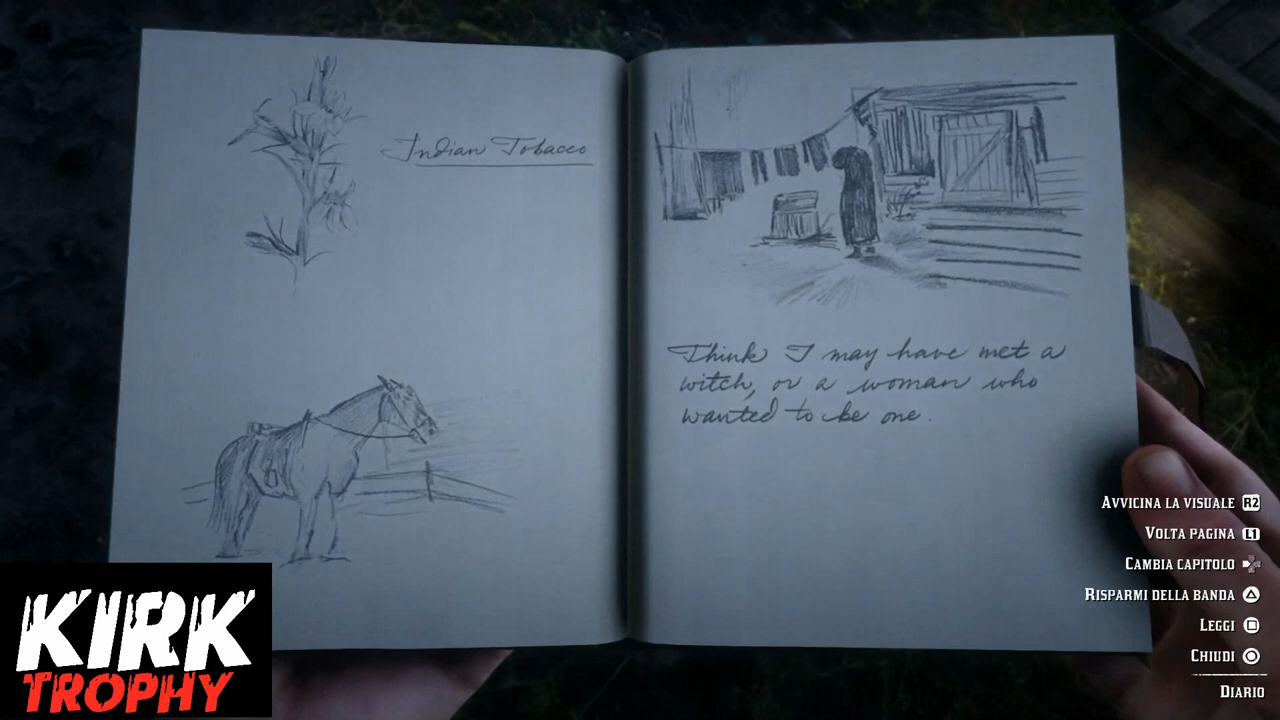 Indian Tobacco
Think I may have met a
witch, or a woman who
wanted to be one.
AVVICINA LA VISUALE R2
VOLTA PAGINA L1
CAMBIA CAPITOLO
RISPARMI DELLA BANDA
LEGGI
CHIUDI
DIARIO
KIRK
TROPHY